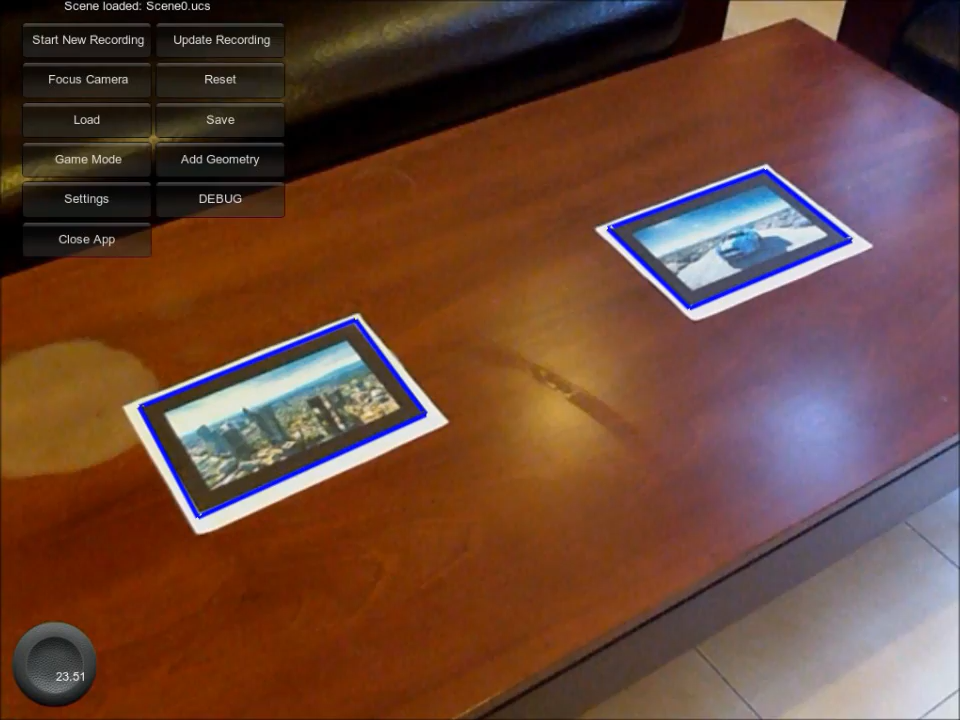 Scene loaded: Scene0.ucs
Start New Recording Update Recording
Focus Camera Reset
Load Save
Game Mode Add Geometry
Settings DEBUG
Close App
23.51